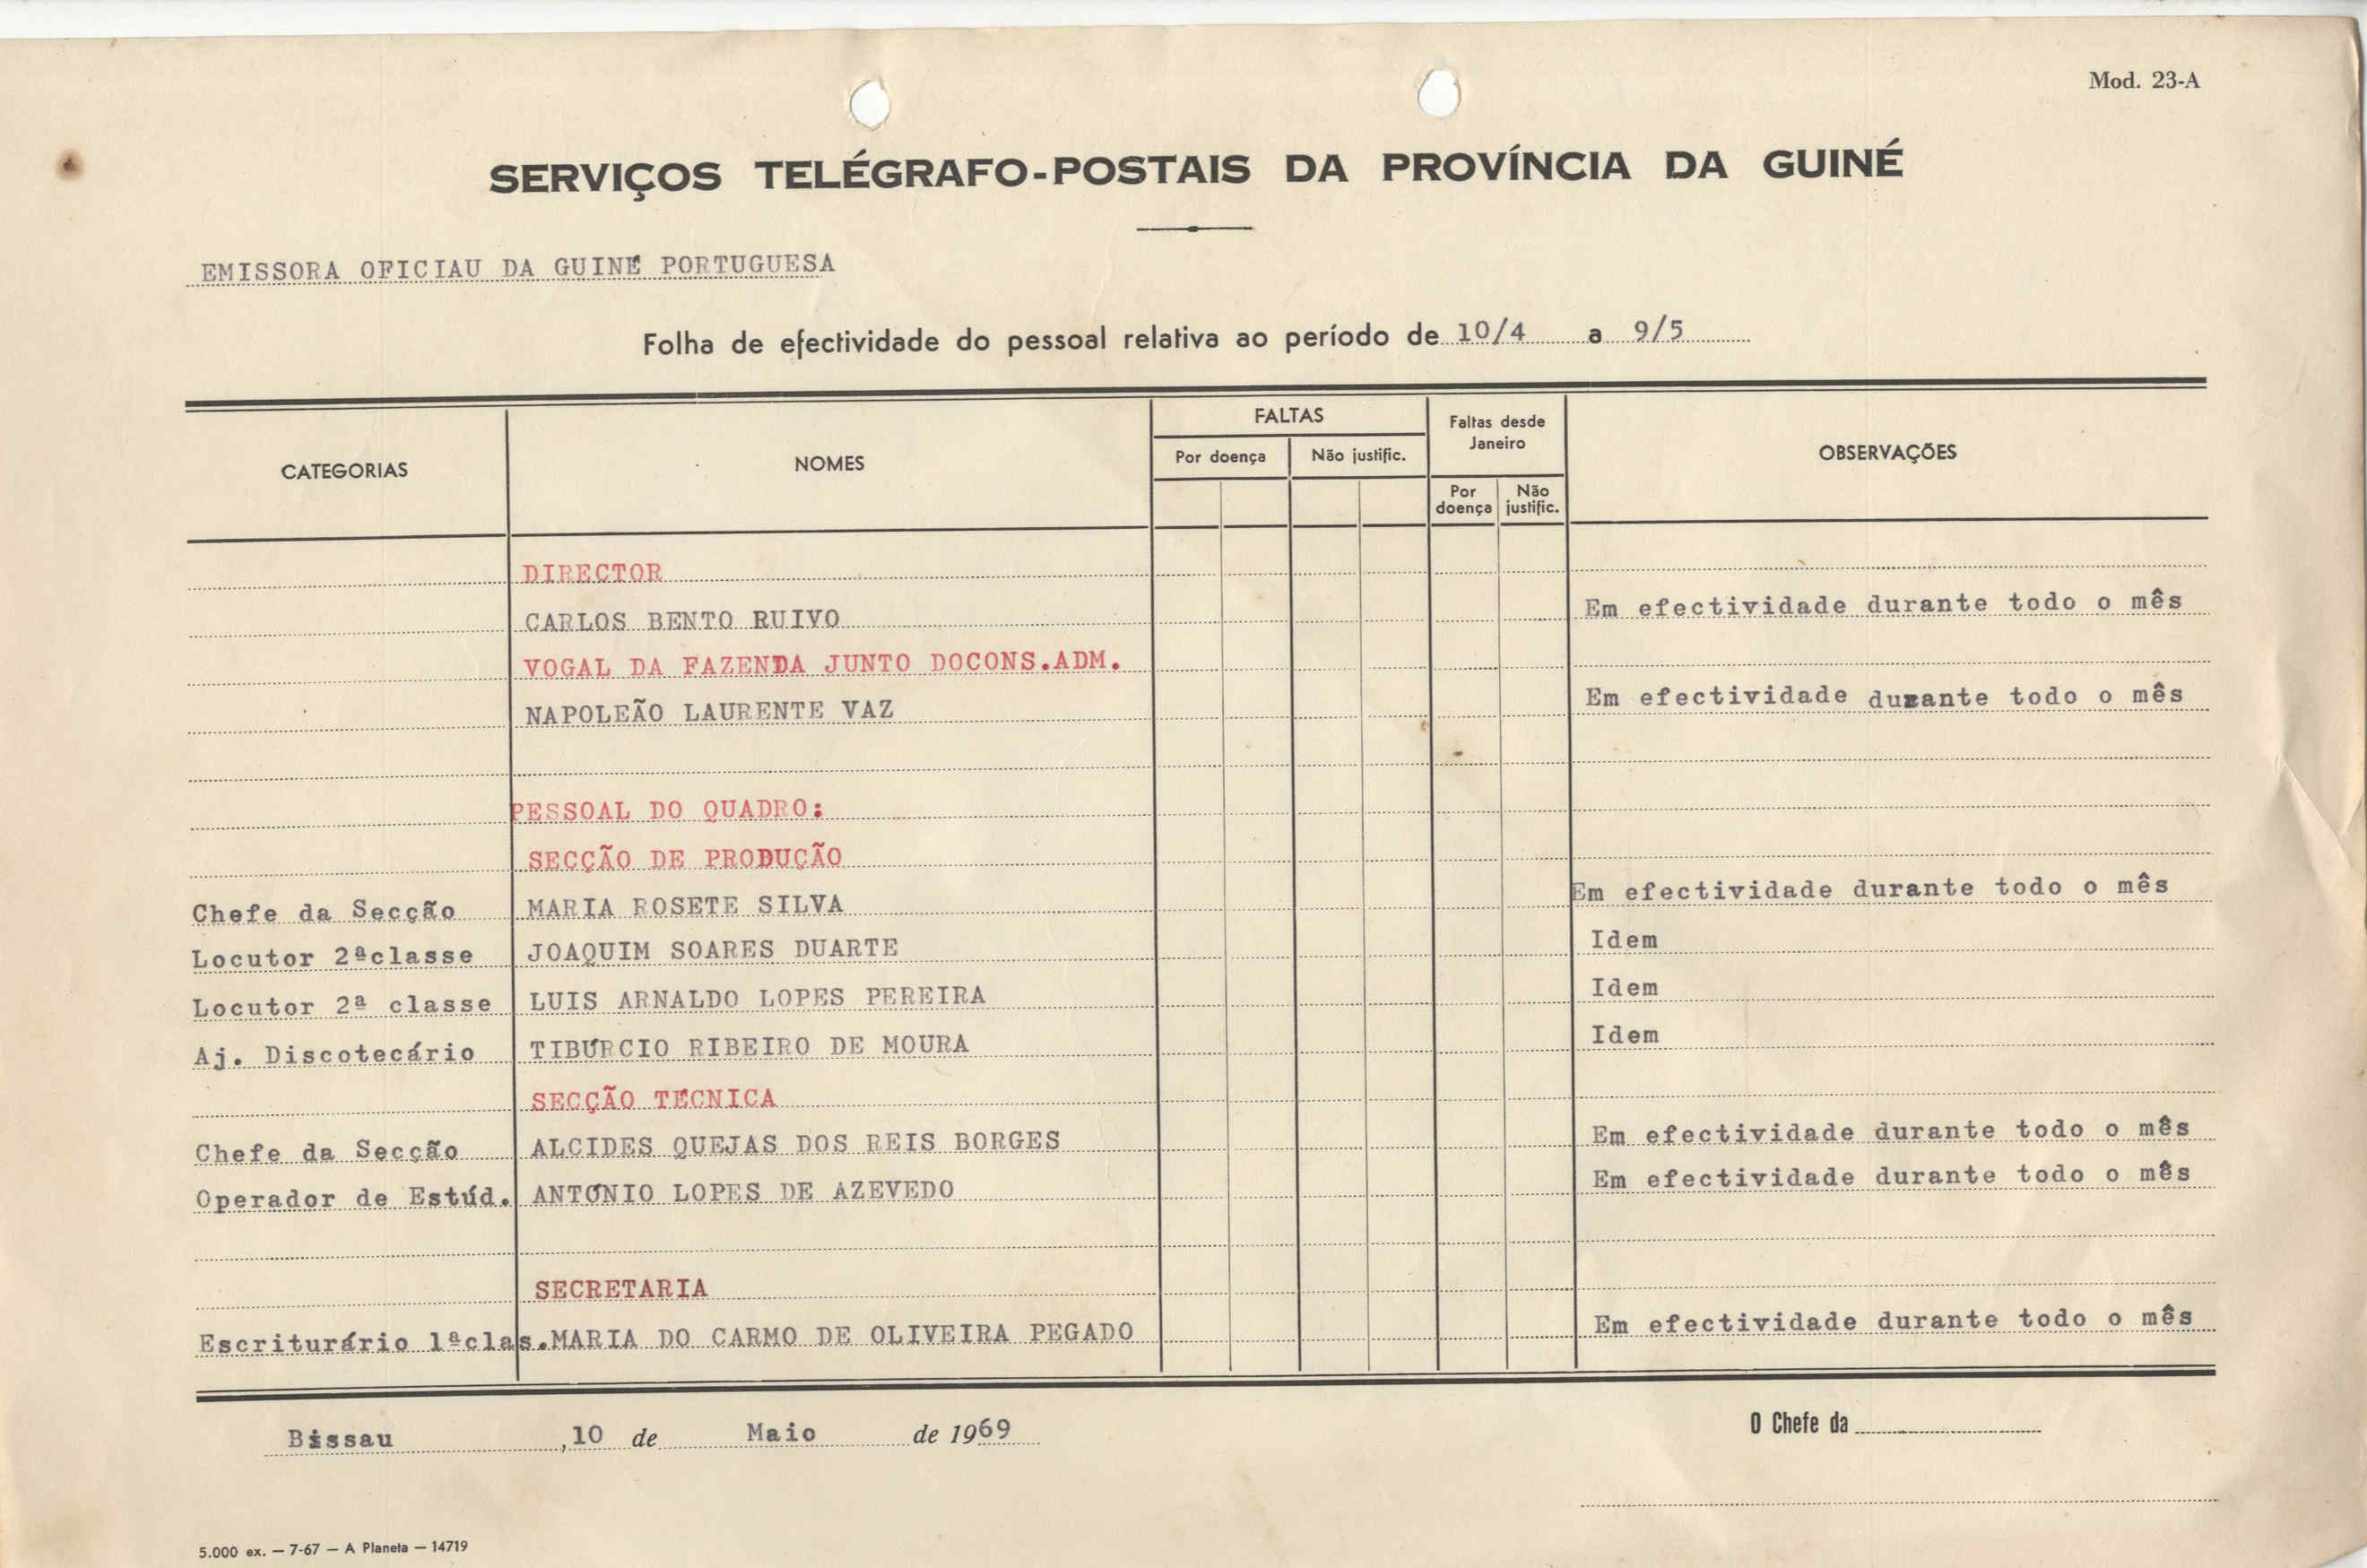 Mod. 23-A
SERVIÇOS TELÉGRAFO-POSTAIS DA PROVÍNCIA DA GUINÉ
EMISSORA OFICIAU DA GUINÉ PORTUGUESA
Folha de efectividade do pessoal relativa ao período de 10/4 a 9/5
CATEGORIAS NOMES FALTAS Faltas desde Janeiro OBSERVAÇÕES
Por doença Não justific.
Por doença Não justific.
DIRECTOR
CARLOS BENTO RUIVO Em efectividade durante todo o mês
VOGAL DA FAZENDA JUNTO DOCONS.ADM.
NAPOLEÃO LAURENTE VAZ Em efectividade durante todo o mês
PESSOAL DO QUADRO:
SECÇÃO DE PRODUÇÃO
Chefe da Secção MARIA ROSETE SILVA Em efectividade durante todo o mês
Locutor 2ªclasse JOAQUIM SOARES DUARTE Idem
Locutor 2ª classe LUIS ARNALDO LOPES PEREIRA Idem
Aj. Discotecário TIBÚRCIO RIBEIRO DE MOURA Idem
SECÇÃO TÉCNICA
Chefe da Secção ALCIDES QUEJAS DOS REIS BORGES Em efectividade durante todo o mês
Operador de Estúd. ANTÓNIO LOPES DE AZEVEDO Em efectividade durante todo o mês
SECRETARIA
Escriturário 1ªclas. MARIA DO CARMO DE OLIVEIRA PEGADO Em efectividade durante todo o mês
Bissau, 10 de Maio de 1969 O Chefe da
5.000 ex. — 7-67 — A Planeta — 14719